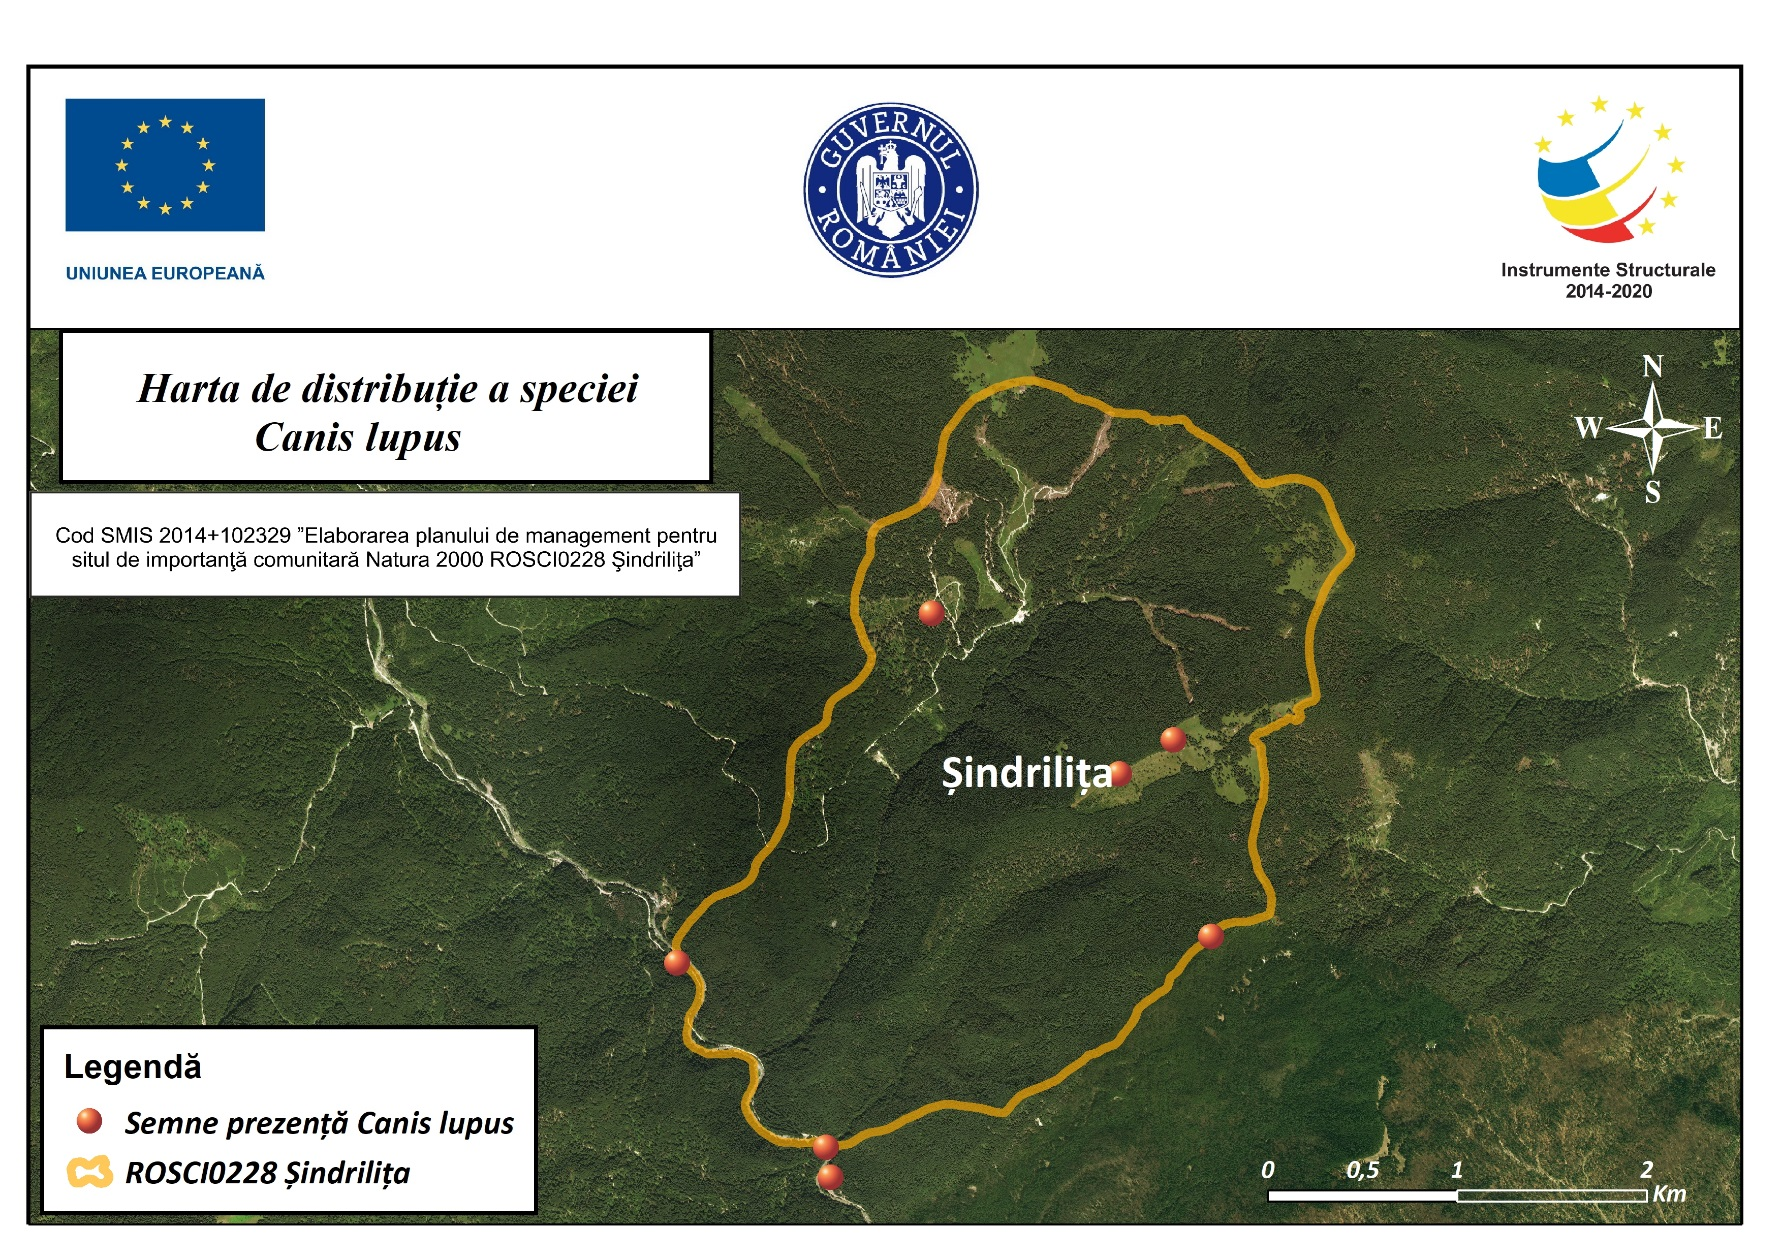 UNIUNEA EUROPEANĂ
GUVERNUL ROMÂNIEI
Instrumente Structurale
2014-2020
Harta de distribuție a speciei
Canis lupus
Cod SMIS 2014+102329 ”Elaborarea planului de management pentru
situl de importanţă comunitară Natura 2000 ROSCI0228 Şindriliţa”
N
W E
S
Șindrilița
Legendă
Semne prezență Canis lupus
ROSCI0228 Șindrilița
0 0,5 1 2
Km